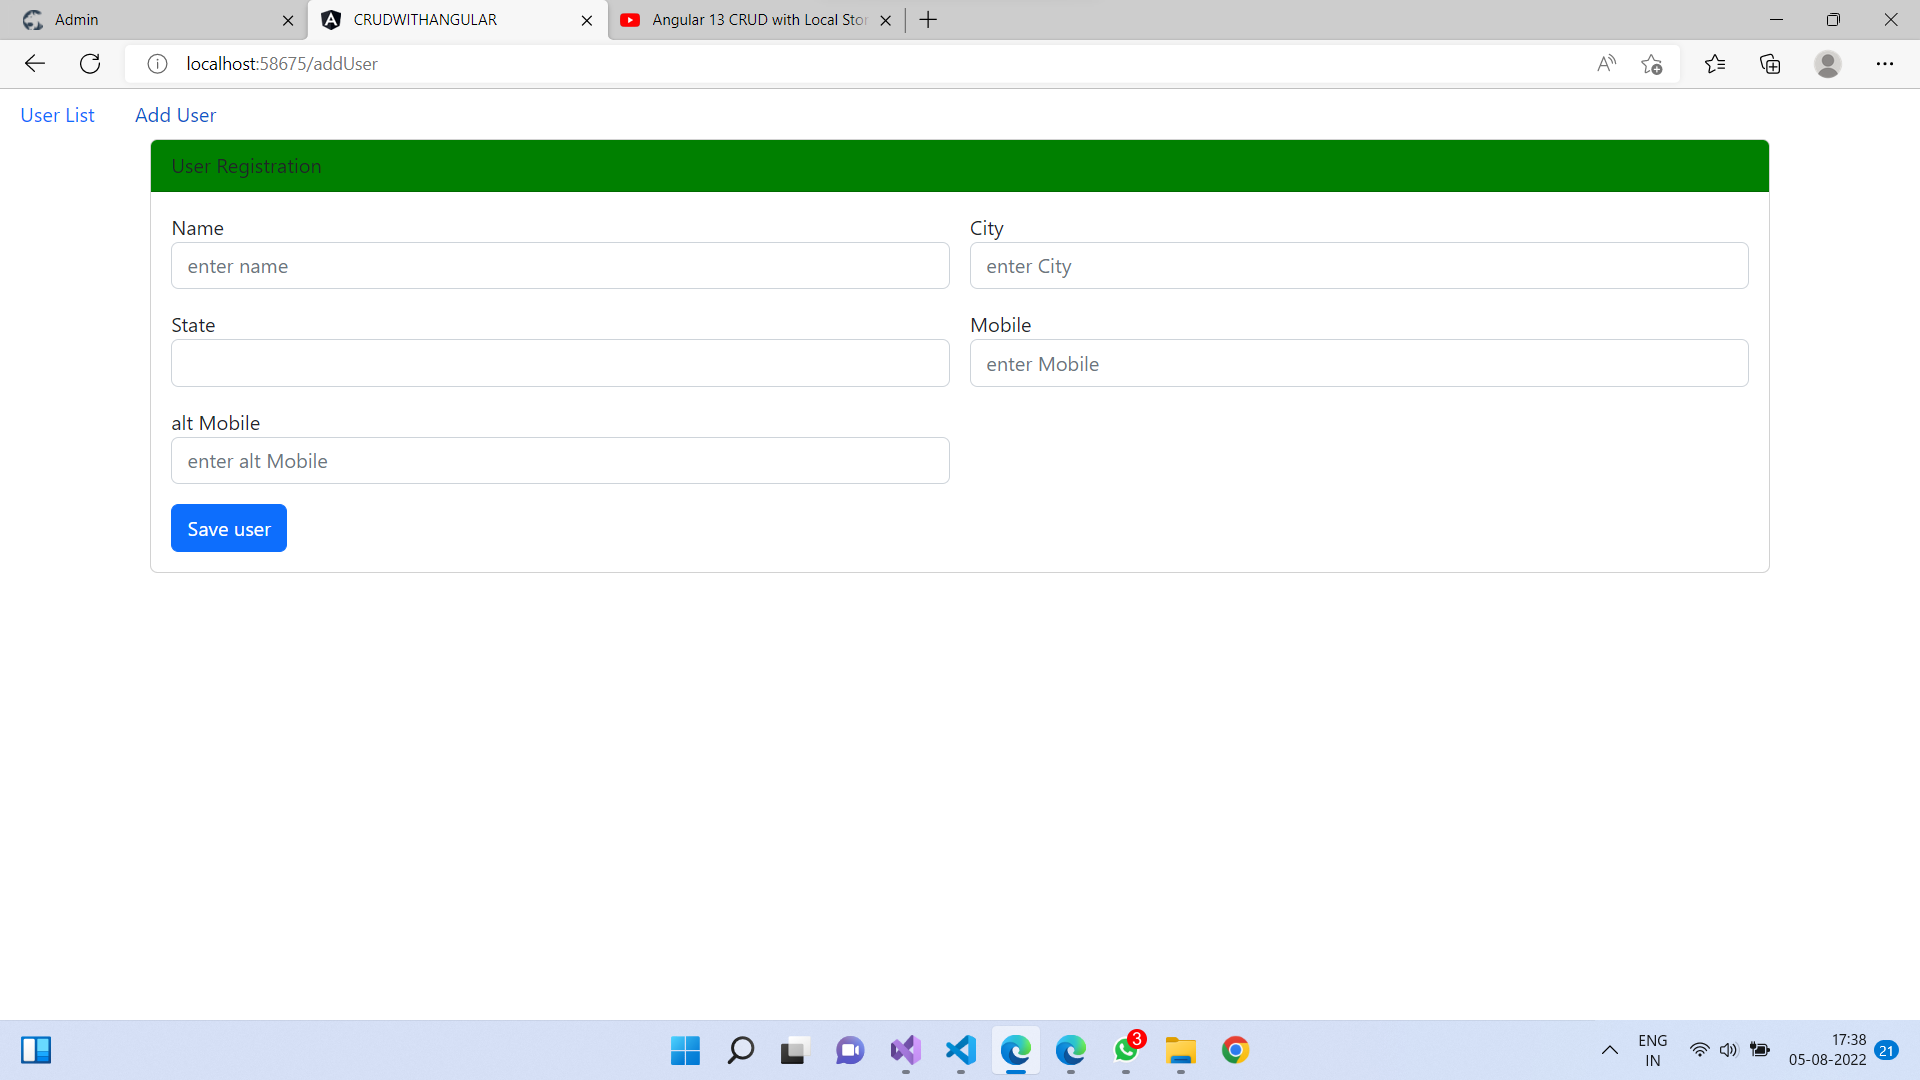 Admin
CRUDWITHANGULAR
Angular 13 CRUD with Local Stor
localhost:58675/addUser
User List
Add User
User Registration
Name
City
enter name
enter City
State
Mobile
enter Mobile
alt Mobile
enter alt Mobile
Save user
3
ENG
IN
17:38
05-08-2022
21